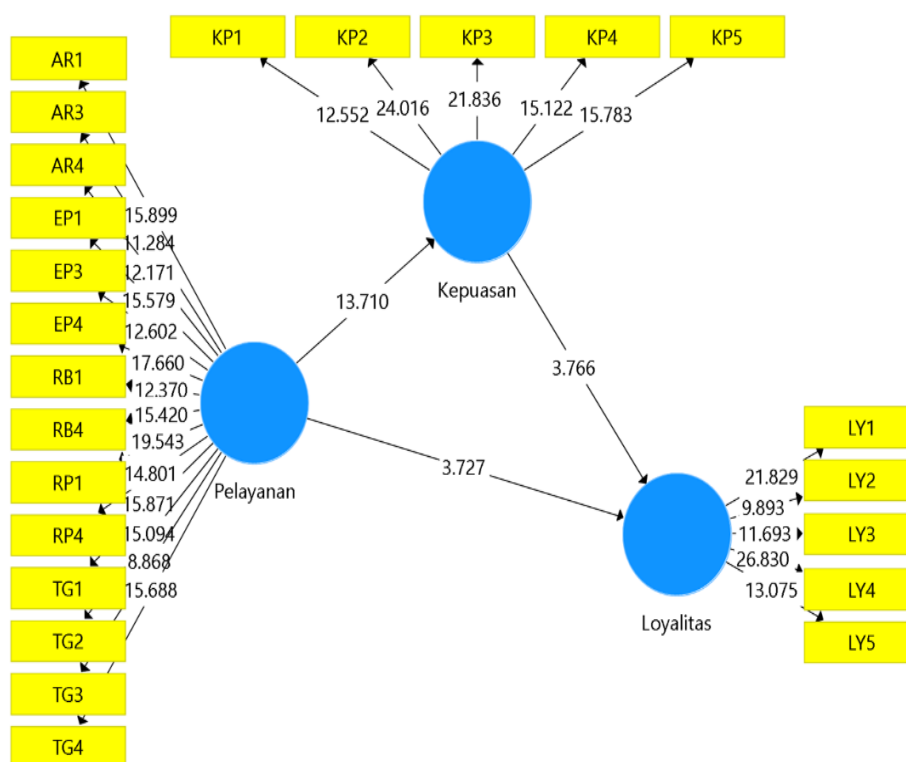 KP1
KP2
KP3
KP4
KP5
12.552
24.016
21.836
15.122
15.783
AR1
AR3
AR4
EP1
EP3
EP4
RB1
RB4
RP1
RP4
TG1
TG2
TG3
TG4
15.899
11.284
12.171
15.579
12.602
17.660
12.370
15.420
19.543
14.801
15.871
15.094
8.868
15.688
Pelayanan
13.710
Kepuasan
3.766
3.727
Loyalitas
21.829
9.893
11.693
26.830
13.075
LY1
LY2
LY3
LY4
LY5